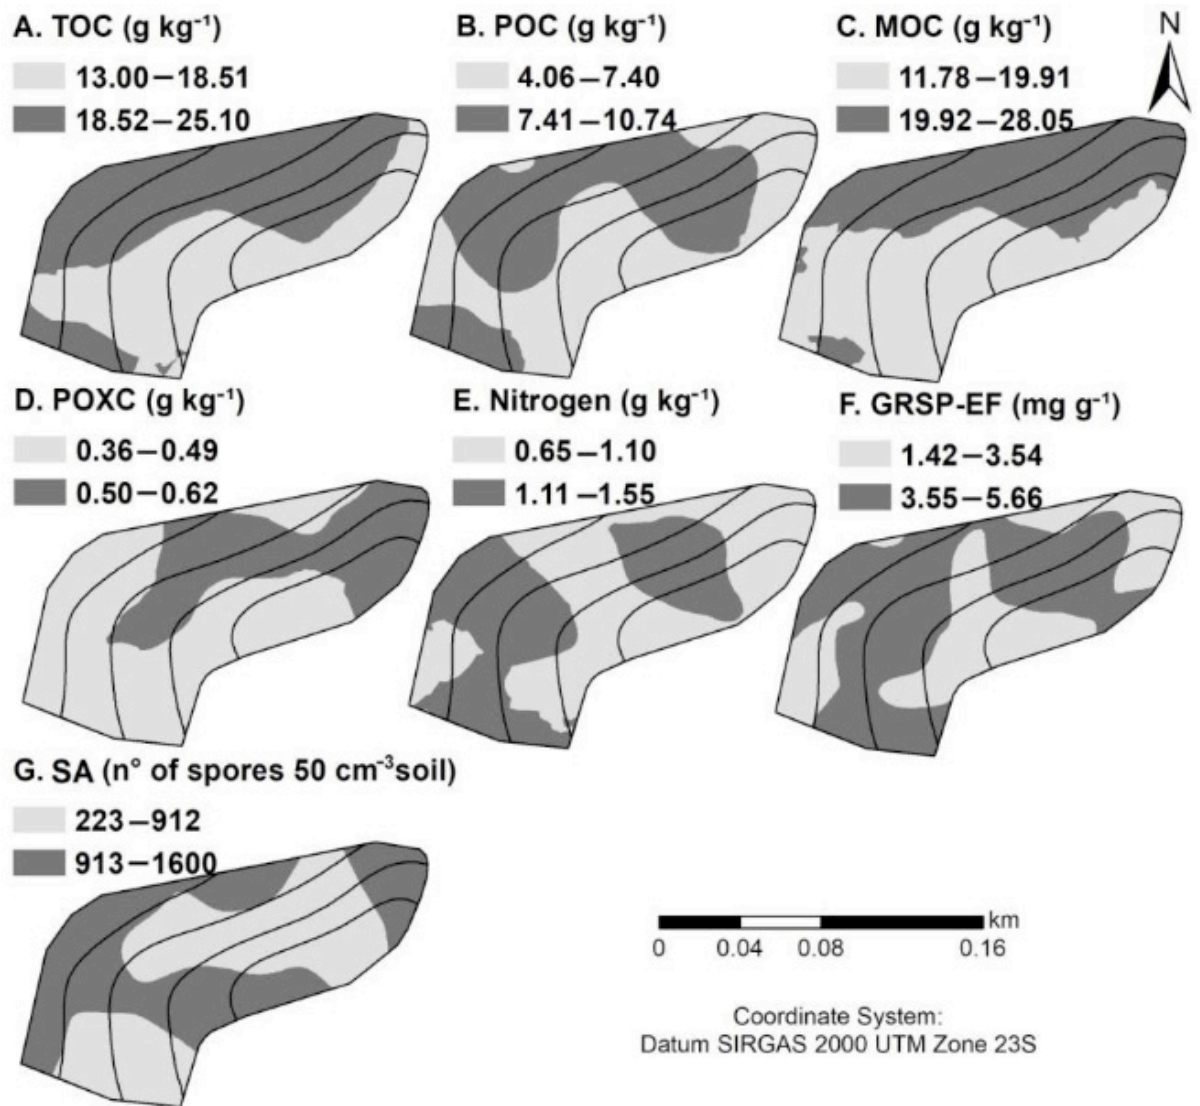 A. TOC (g kg⁻¹)
13.00−18.51
18.52−25.10
B. POC (g kg⁻¹)
4.06−7.40
7.41−10.74
C. MOC (g kg⁻¹)
11.78−19.91
19.92−28.05
N
D. POXC (g kg⁻¹)
0.36−0.49
0.50−0.62
E. Nitrogen (g kg⁻¹)
0.65−1.10
1.11−1.55
F. GRSP-EF (mg g⁻¹)
1.42−3.54
3.55−5.66
G. SA (n° of spores 50 cm⁻³soil)
223−912
913−1600
km
0 0.04 0.08 0.16
Coordinate System:
Datum SIRGAS 2000 UTM Zone 23S